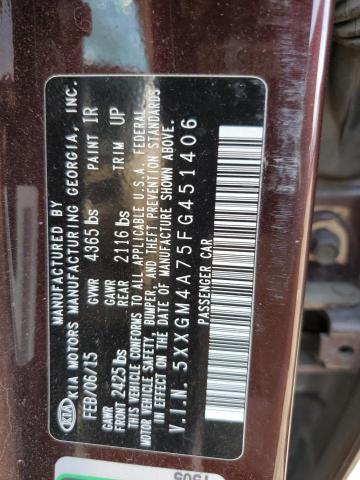 MANUFACTURED BY
KIA MOTORS MANUFACTURING GEORGIA, INC.
KIA
FEB/06/15 GVWR 4365 lbs PAINT IR
GAWR FRONT 2425 lbs GAWR REAR 2116 lbs TRIM UP
THIS VEHICLE CONFORMS TO ALL APPLICABLE U.S.A. FEDERAL
MOTOR VEHICLE SAFETY, BUMPER, AND THEFT PREVENTION STANDARDS
IN EFFECT ON THE DATE OF MANUFACTURE SHOWN ABOVE.
V.I.N. 5XXGM4A75FG451406
PASSENGER CAR